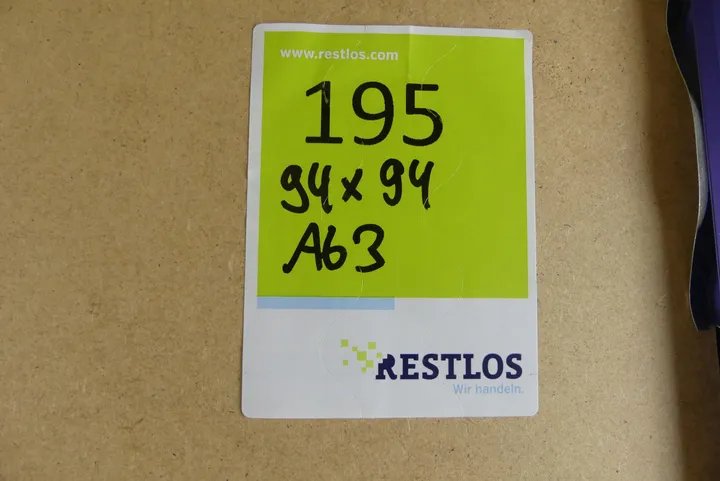 www.restlos.com
195
94 x 94
A63
RESTLOS
Wir handeln.